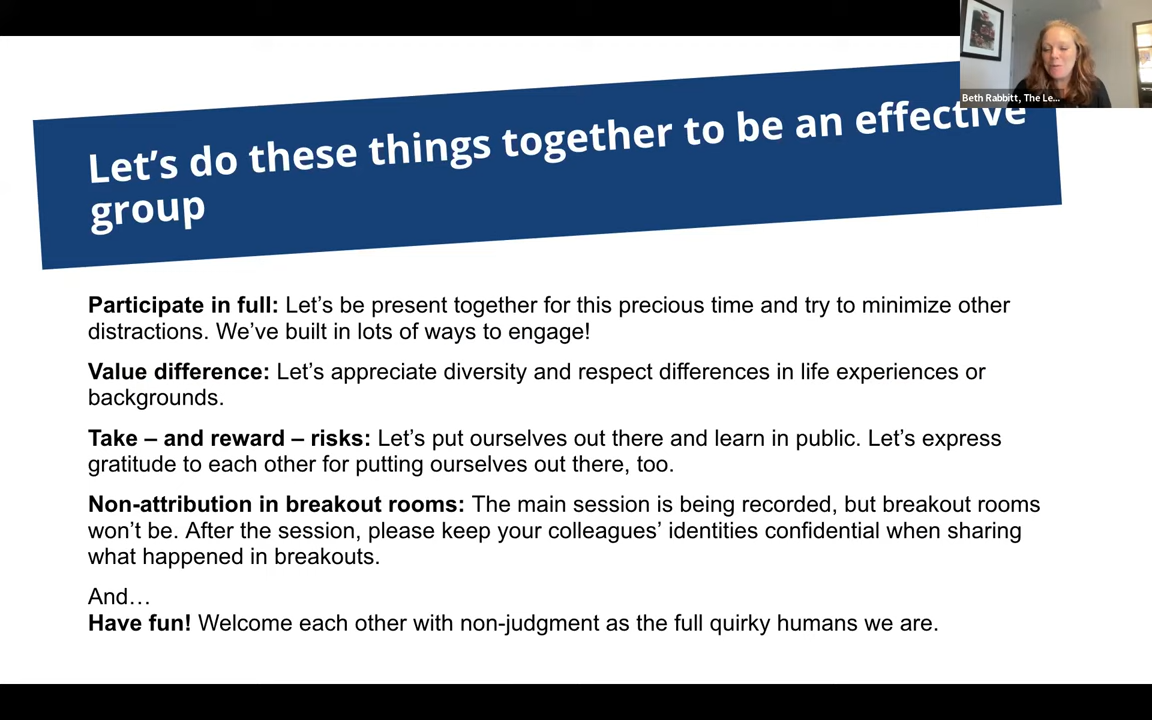 Beth Rabbitt, The Le...
Let’s do these things together to be an effective
group
Participate in full: Let’s be present together for this precious time and try to minimize other
distractions. We’ve built in lots of ways to engage!
Value difference: Let’s appreciate diversity and respect differences in life experiences or
backgrounds.
Take – and reward – risks: Let’s put ourselves out there and learn in public. Let’s express
gratitude to each other for putting ourselves out there, too.
Non-attribution in breakout rooms: The main session is being recorded, but breakout rooms
won’t be. After the session, please keep your colleagues’ identities confidential when sharing
what happened in breakouts.
And…
Have fun! Welcome each other with non-judgment as the full quirky humans we are.